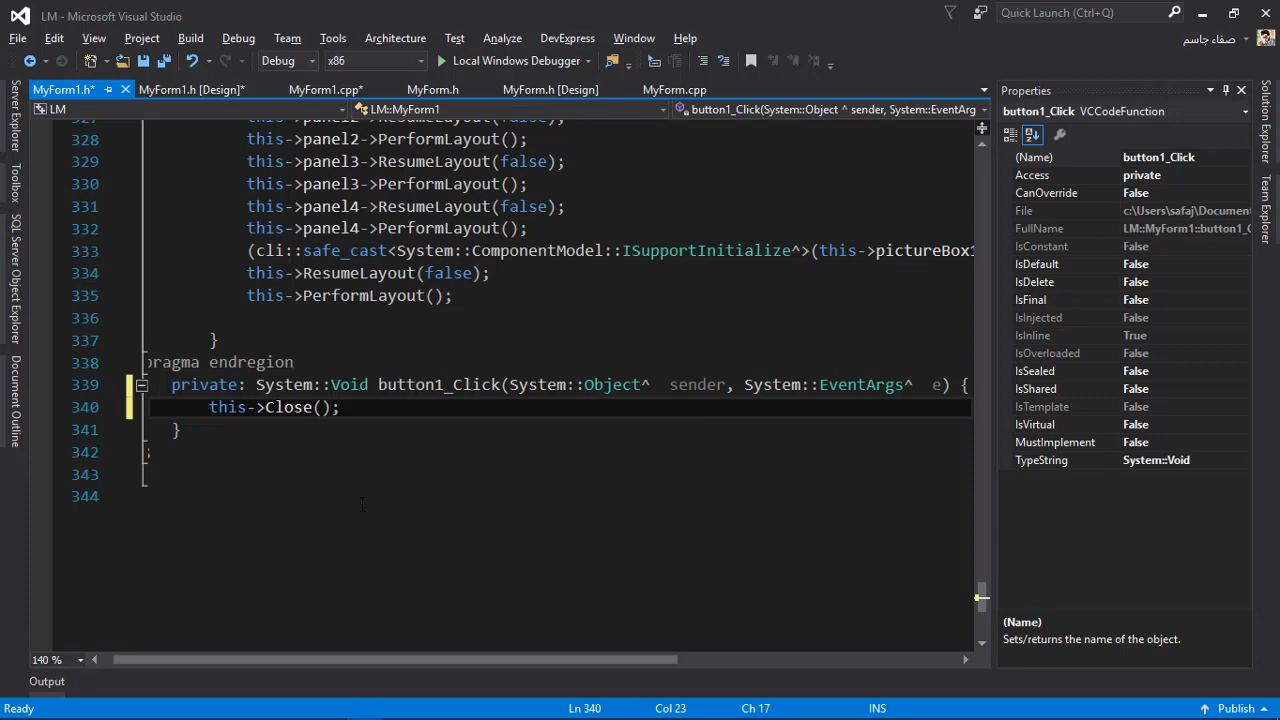 LM - Microsoft Visual Studio
Quick Launch (Ctrl+Q)
File Edit View Project Build Debug Team Tools Architecture Test Analyze DevExpress Window Help
صفاء جاسم
Debug x86 Local Windows Debugger
MyForm1.h* MyForm1.h [Design]* MyForm1.cpp* MyForm.h MyForm.h [Design] MyForm.cpp
LM LM::MyForm1 button1_Click(System::Object ^ sender, System::EventArg
Server Explorer
Toolbox
SQL Server Object Explorer
Document Outline
327 this->panel2->ResumeLayout(false);
328 this->panel2->PerformLayout();
329 this->panel3->ResumeLayout(false);
330 this->panel3->PerformLayout();
331 this->panel4->ResumeLayout(false);
332 this->panel4->PerformLayout();
333 (cli::safe_cast<System::ComponentModel::ISupportInitialize^>(this->pictureBox1
334 this->ResumeLayout(false);
335 this->PerformLayout();
336
337 }
338 pragma endregion
339 private: System::Void button1_Click(System::Object^ sender, System::EventArgs^ e) {
340 this->Close();
341 }
342 ;
343
344
140 %
Output
Ready Ln 340 Col 23 Ch 17 INS Publish
Properties
button1_Click VCCodeFunction
(Name) button1_Click
Access private
CanOverride False
File c:\Users\safaj\Document
FullName LM::MyForm1::button1_C
IsConstant False
IsDefault False
IsDelete False
IsFinal False
IsInjected False
IsInline True
IsOverloaded False
IsSealed False
IsShared False
IsTemplate False
IsVirtual False
MustImplement False
TypeString System::Void
(Name)
Sets/returns the name of the object.
Solution Explorer
Team Explorer